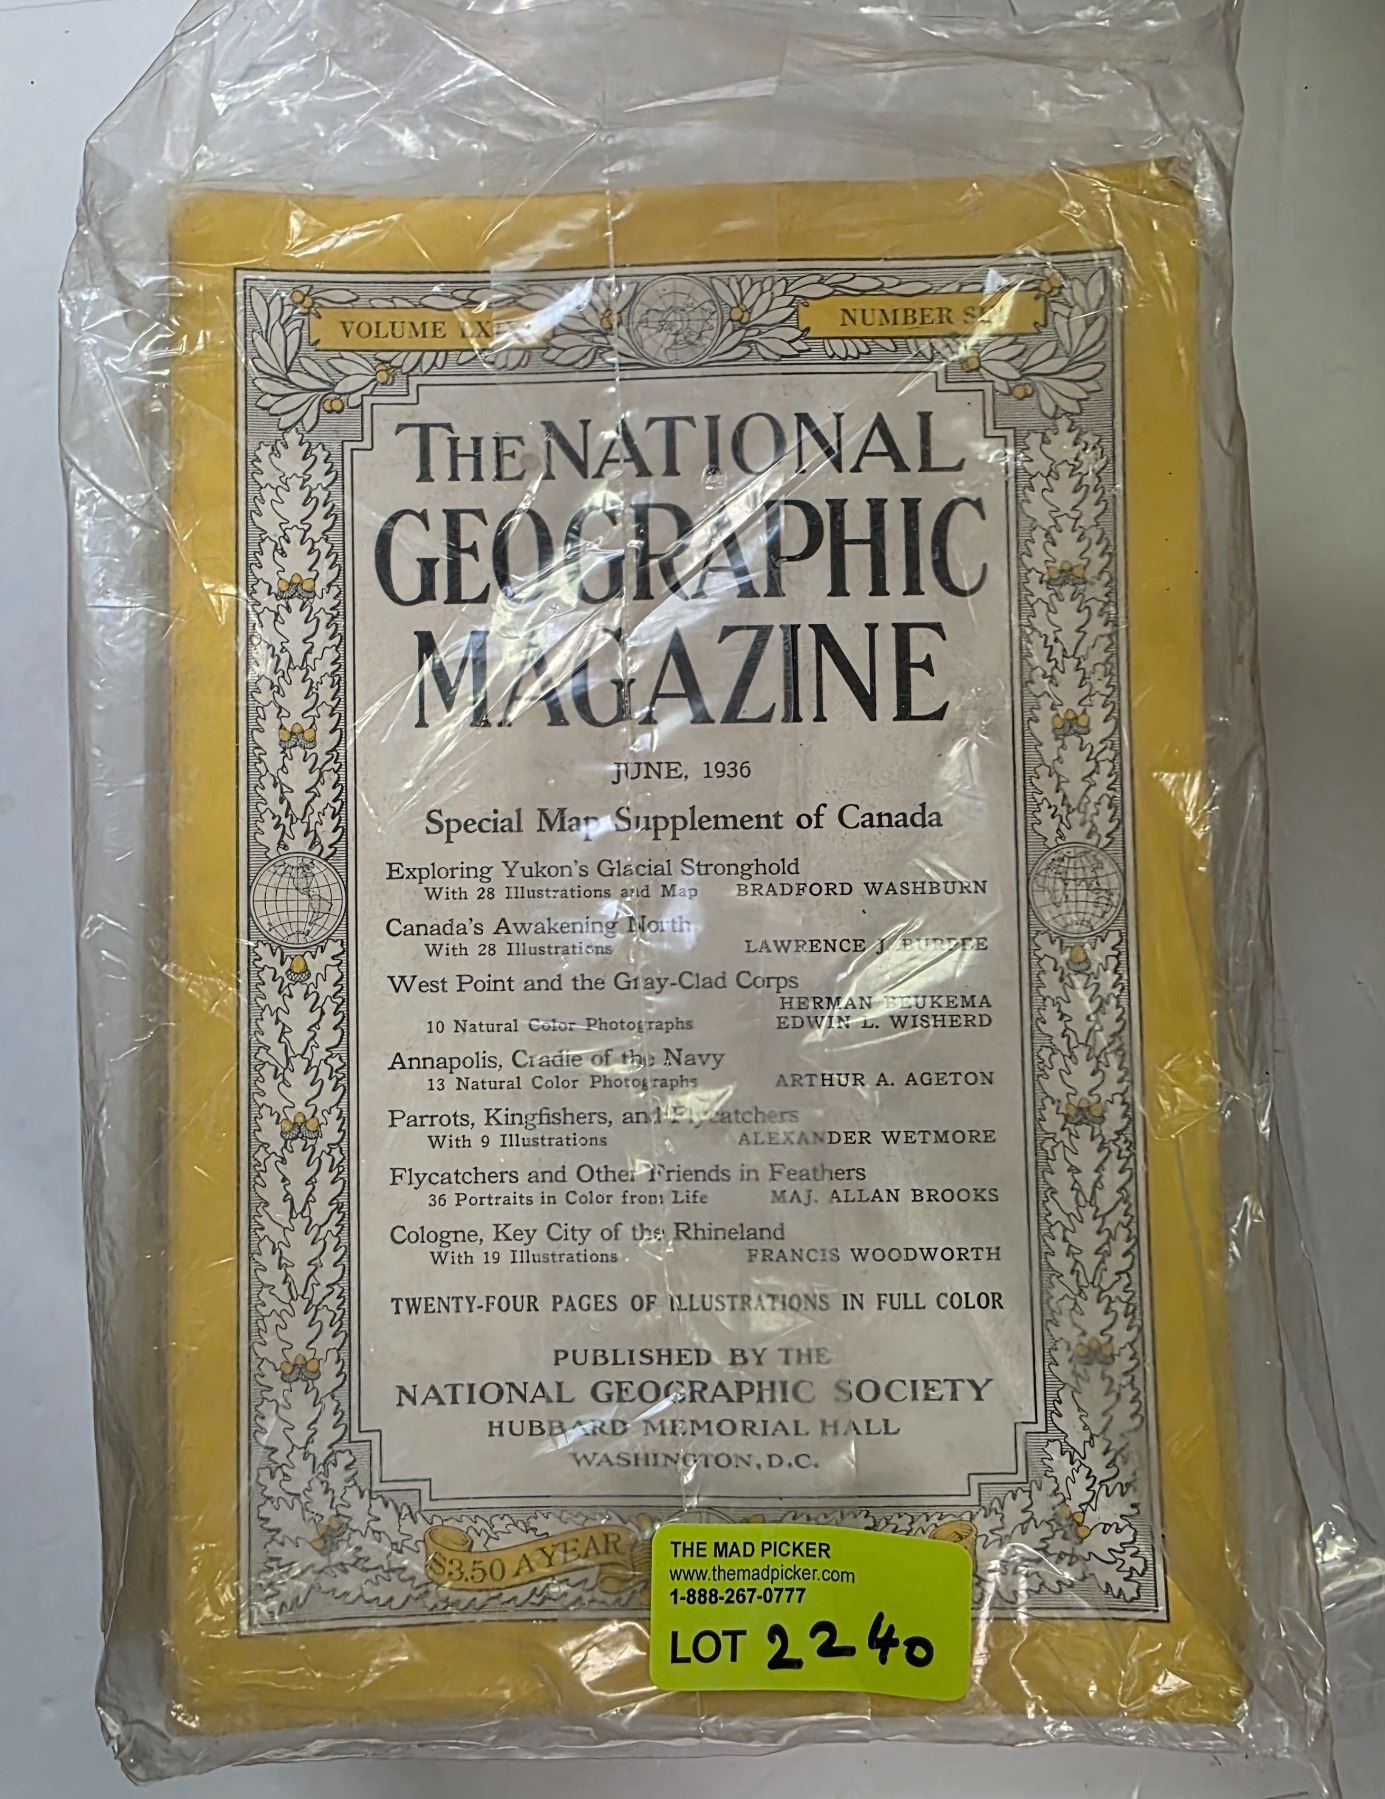 VOLUME
NUMBER
THE NATIONAL
GEOGRAPHIC
MAGAZINE
JUNE, 1936
Special Map Supplement of Canada
Exploring Yukon's Glacial Stronghold
With 28 Illustrations and Map BRADFORD WASHBURN
Canada's Awakening North
With 28 Illustrations LAWRENCE J. BURPEE
West Point and the Gray-Clad Corps
HERMAN BEUKEMA
10 Natural Color Photographs EDWIN L. WISHERD
Annapolis, Cradle of the Navy
13 Natural Color Photographs ARTHUR A. AGETON
Parrots, Kingfishers, and Flycatchers
With 9 Illustrations ALEXANDER WETMORE
Flycatchers and Other Friends in Feathers
36 Portraits in Color from Life MAJ. ALLAN BROOKS
Cologne, Key City of the Rhineland
With 19 Illustrations FRANCIS WOODWORTH
TWENTY-FOUR PAGES OF ILLUSTRATIONS IN FULL COLOR
PUBLISHED BY THE
NATIONAL GEOGRAPHIC SOCIETY
HUBBARD MEMORIAL HALL
WASHINGTON, D.C.
$3.50 A YEAR
THE MAD PICKER
www.themadpicker.com
1-888-267-0777
LOT 2240